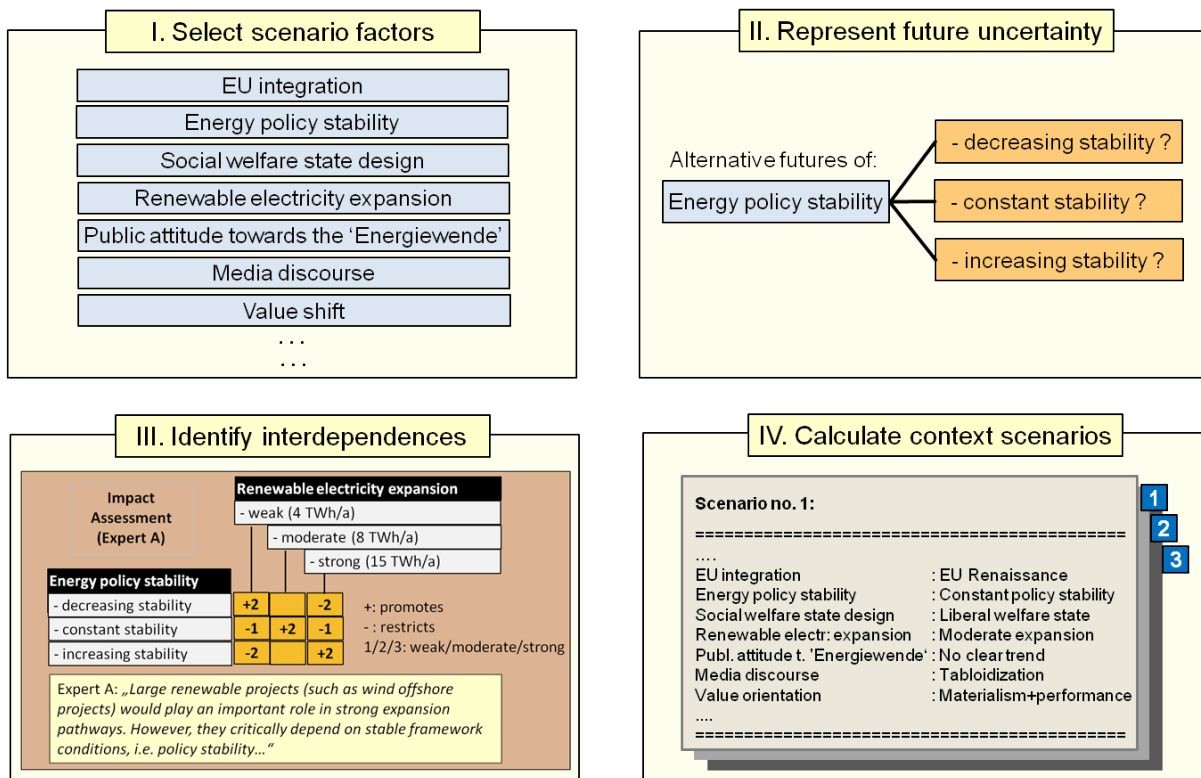 I. Select scenario factors
EU integration
Energy policy stability
Social welfare state design
Renewable electricity expansion
Public attitude towards the ‘Energiewende’
Media discourse
Value shift
. . .
. . .
II. Represent future uncertainty
Alternative futures of:
Energy policy stability
- decreasing stability ?
- constant stability ?
- increasing stability ?
III. Identify interdependences
Impact
Assessment
(Expert A)
Renewable electricity expansion
- weak (4 TWh/a)
- moderate (8 TWh/a)
- strong (15 TWh/a)
Energy policy stability
- decreasing stability +2 -2
- constant stability -1 +2 -1
- increasing stability -2 +2
+: promotes
- : restricts
1/2/3: weak/moderate/strong
Expert A: „Large renewable projects (such as wind offshore
projects) would play an important role in strong expansion
pathways. However, they critically depend on stable framework
conditions, i.e. policy stability…“
IV. Calculate context scenarios
1
2
3
Scenario no. 1:
===============================================
....
EU integration : EU Renaissance
Energy policy stability : Constant policy stability
Social welfare state design : Liberal welfare state
Renewable electr: expansion : Moderate expansion
Publ. attitude t. 'Energiewende‘ : No clear trend
Media discourse : Tabloidization
Value orientation : Materialism+performance
....
===============================================